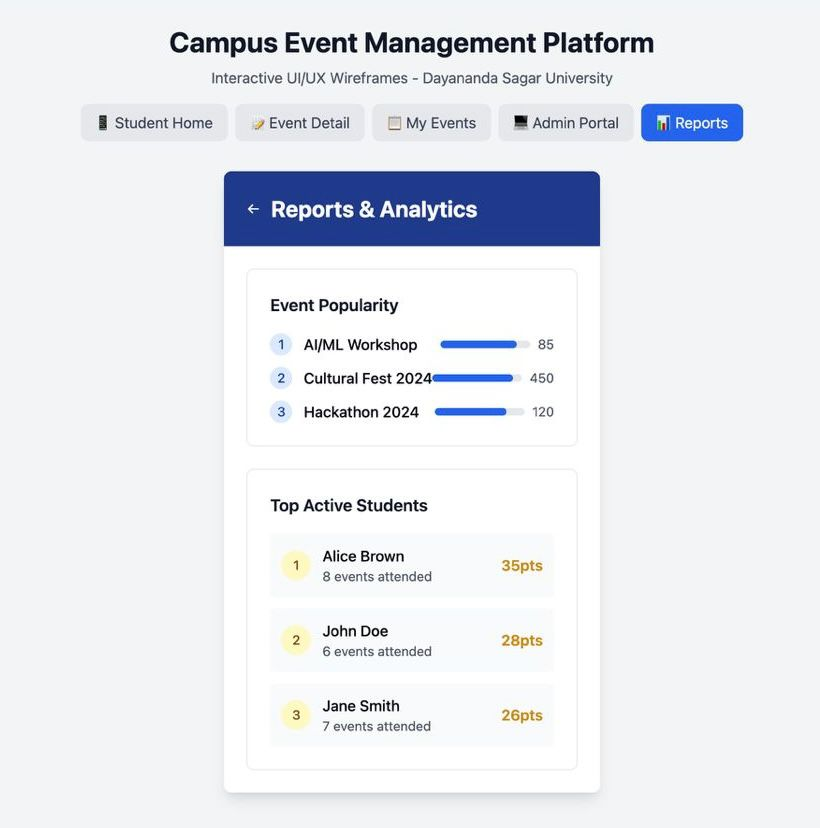 Campus Event Management Platform
Interactive UI/UX Wireframes - Dayananda Sagar University
Student Home Event Detail My Events Admin Portal Reports
← Reports & Analytics
Event Popularity
1 AI/ML Workshop 85
2 Cultural Fest 2024 450
3 Hackathon 2024 120
Top Active Students
1 Alice Brown 35pts
8 events attended
2 John Doe 28pts
6 events attended
3 Jane Smith 26pts
7 events attended